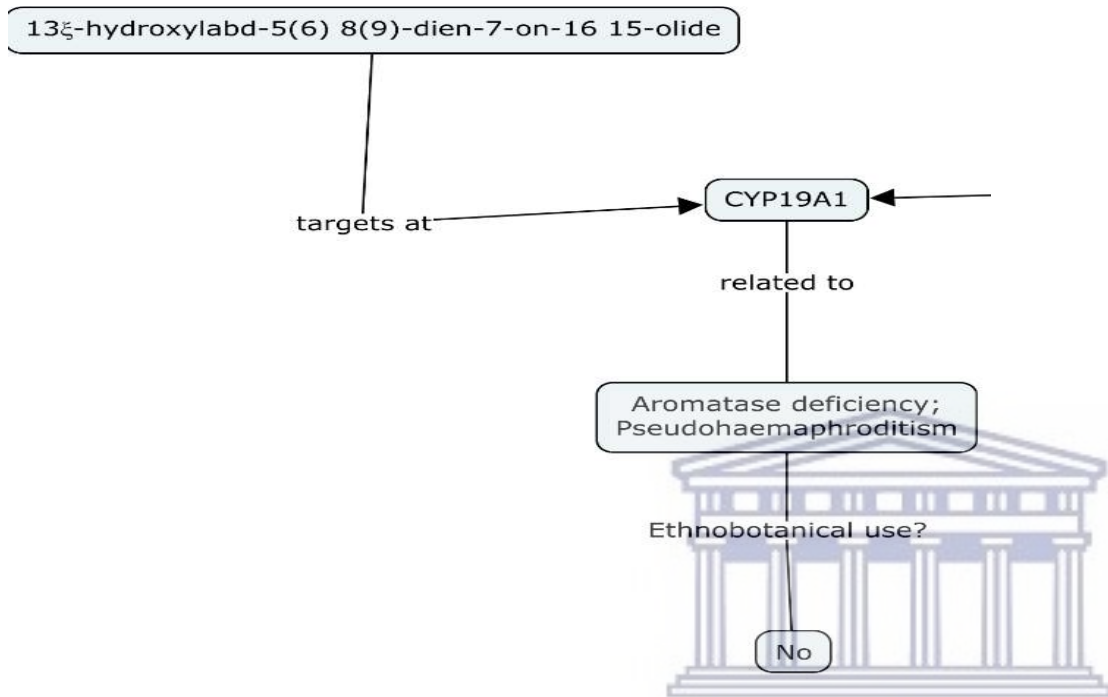 13ξ-hydroxylabd-5(6) 8(9)-dien-7-on-16 15-olide
CYP19A1
targets at
related to
Aromatase deficiency;
Pseudohaemaphroditism
Ethnobotanical use?
No